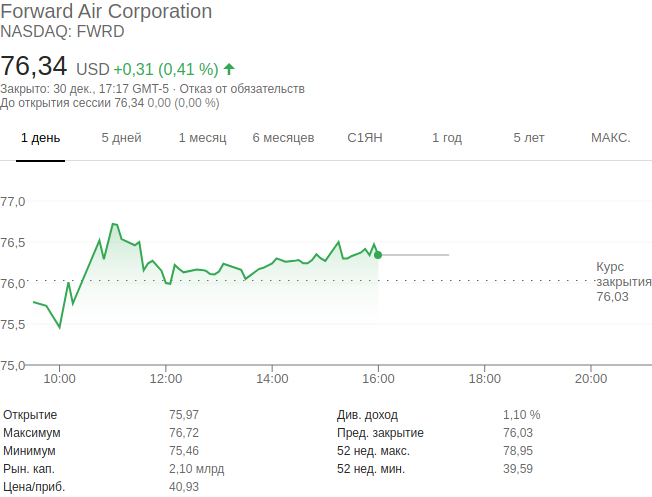 Forward Air Corporation
NASDAQ: FWRD
76,34 USD +0,31 (0,41 %)
Закрыто: 30 дек., 17:17 GMT-5 · Отказ от обязательств
До открытия сессии 76,34 0,00 (0,00 %)
1 день 5 дней 1 месяц 6 месяцев С1ЯН 1 год 5 лет МАКС.
77,0
76,5
76,0
75,5
75,0
Курс
закрытия
76,03
10:00 12:00 14:00 16:00 18:00 20:00
Открытие 75,97 Див. доход 1,10 %
Максимум 76,72 Пред. закрытие 76,03
Минимум 75,46 52 нед. макс. 78,95
Рын. кап. 2,10 млрд 52 нед. мин. 39,59
Цена/приб. 40,93